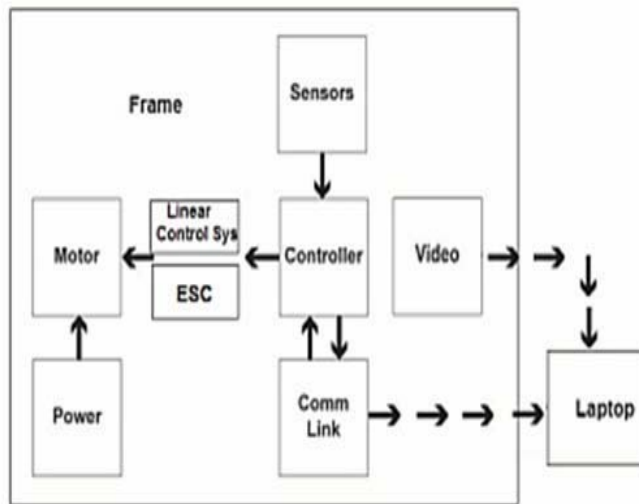 Sensors
Frame
Linear
Control Sys
Motor
Controller
Video
ESC
Power
Comm
Link
Laptop